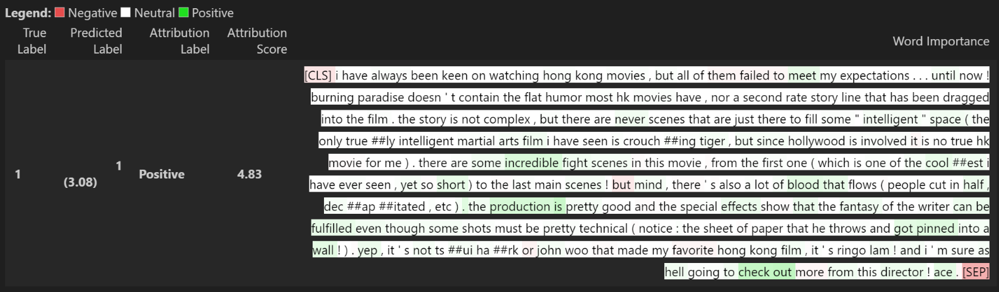 Legend: Negative Neutral Positive
True Label Predicted Label Attribution Label Attribution Score Word Importance
1 1 (3.08) Positive 4.83
[CLS] i have always been keen on watching hong kong movies , but all of them failed to meet my expectations . . . until now !
burning paradise doesn ' t contain the flat humor most hk movies have , nor a second rate story line that has been dragged
into the film . the story is not complex , but there are never scenes that are just there to fill some " intelligent " space ( the
only true ##ly intelligent martial arts film i have seen is crouch ##ing tiger , but since hollywood is involved it is no true hk
movie for me ) . there are some incredible fight scenes in this movie , from the first one ( which is one of the cool ##est i
have ever seen , yet so short ) to the last main scenes ! but mind , there ' s also a lot of blood that flows ( people cut in half ,
dec ##ap ##itated , etc ) . the production is pretty good and the special effects show that the fantasy of the writer can be
fulfilled even though some shots must be pretty technical ( notice : the sheet of paper that he throws and got pinned into a
wall ! ) . yep , it ' s not ts ##ui ha ##rk or john woo that made my favorite hong kong film , it ' s ringo lam ! and i ' m sure as
hell going to check out more from this director ! ace . [SEP]